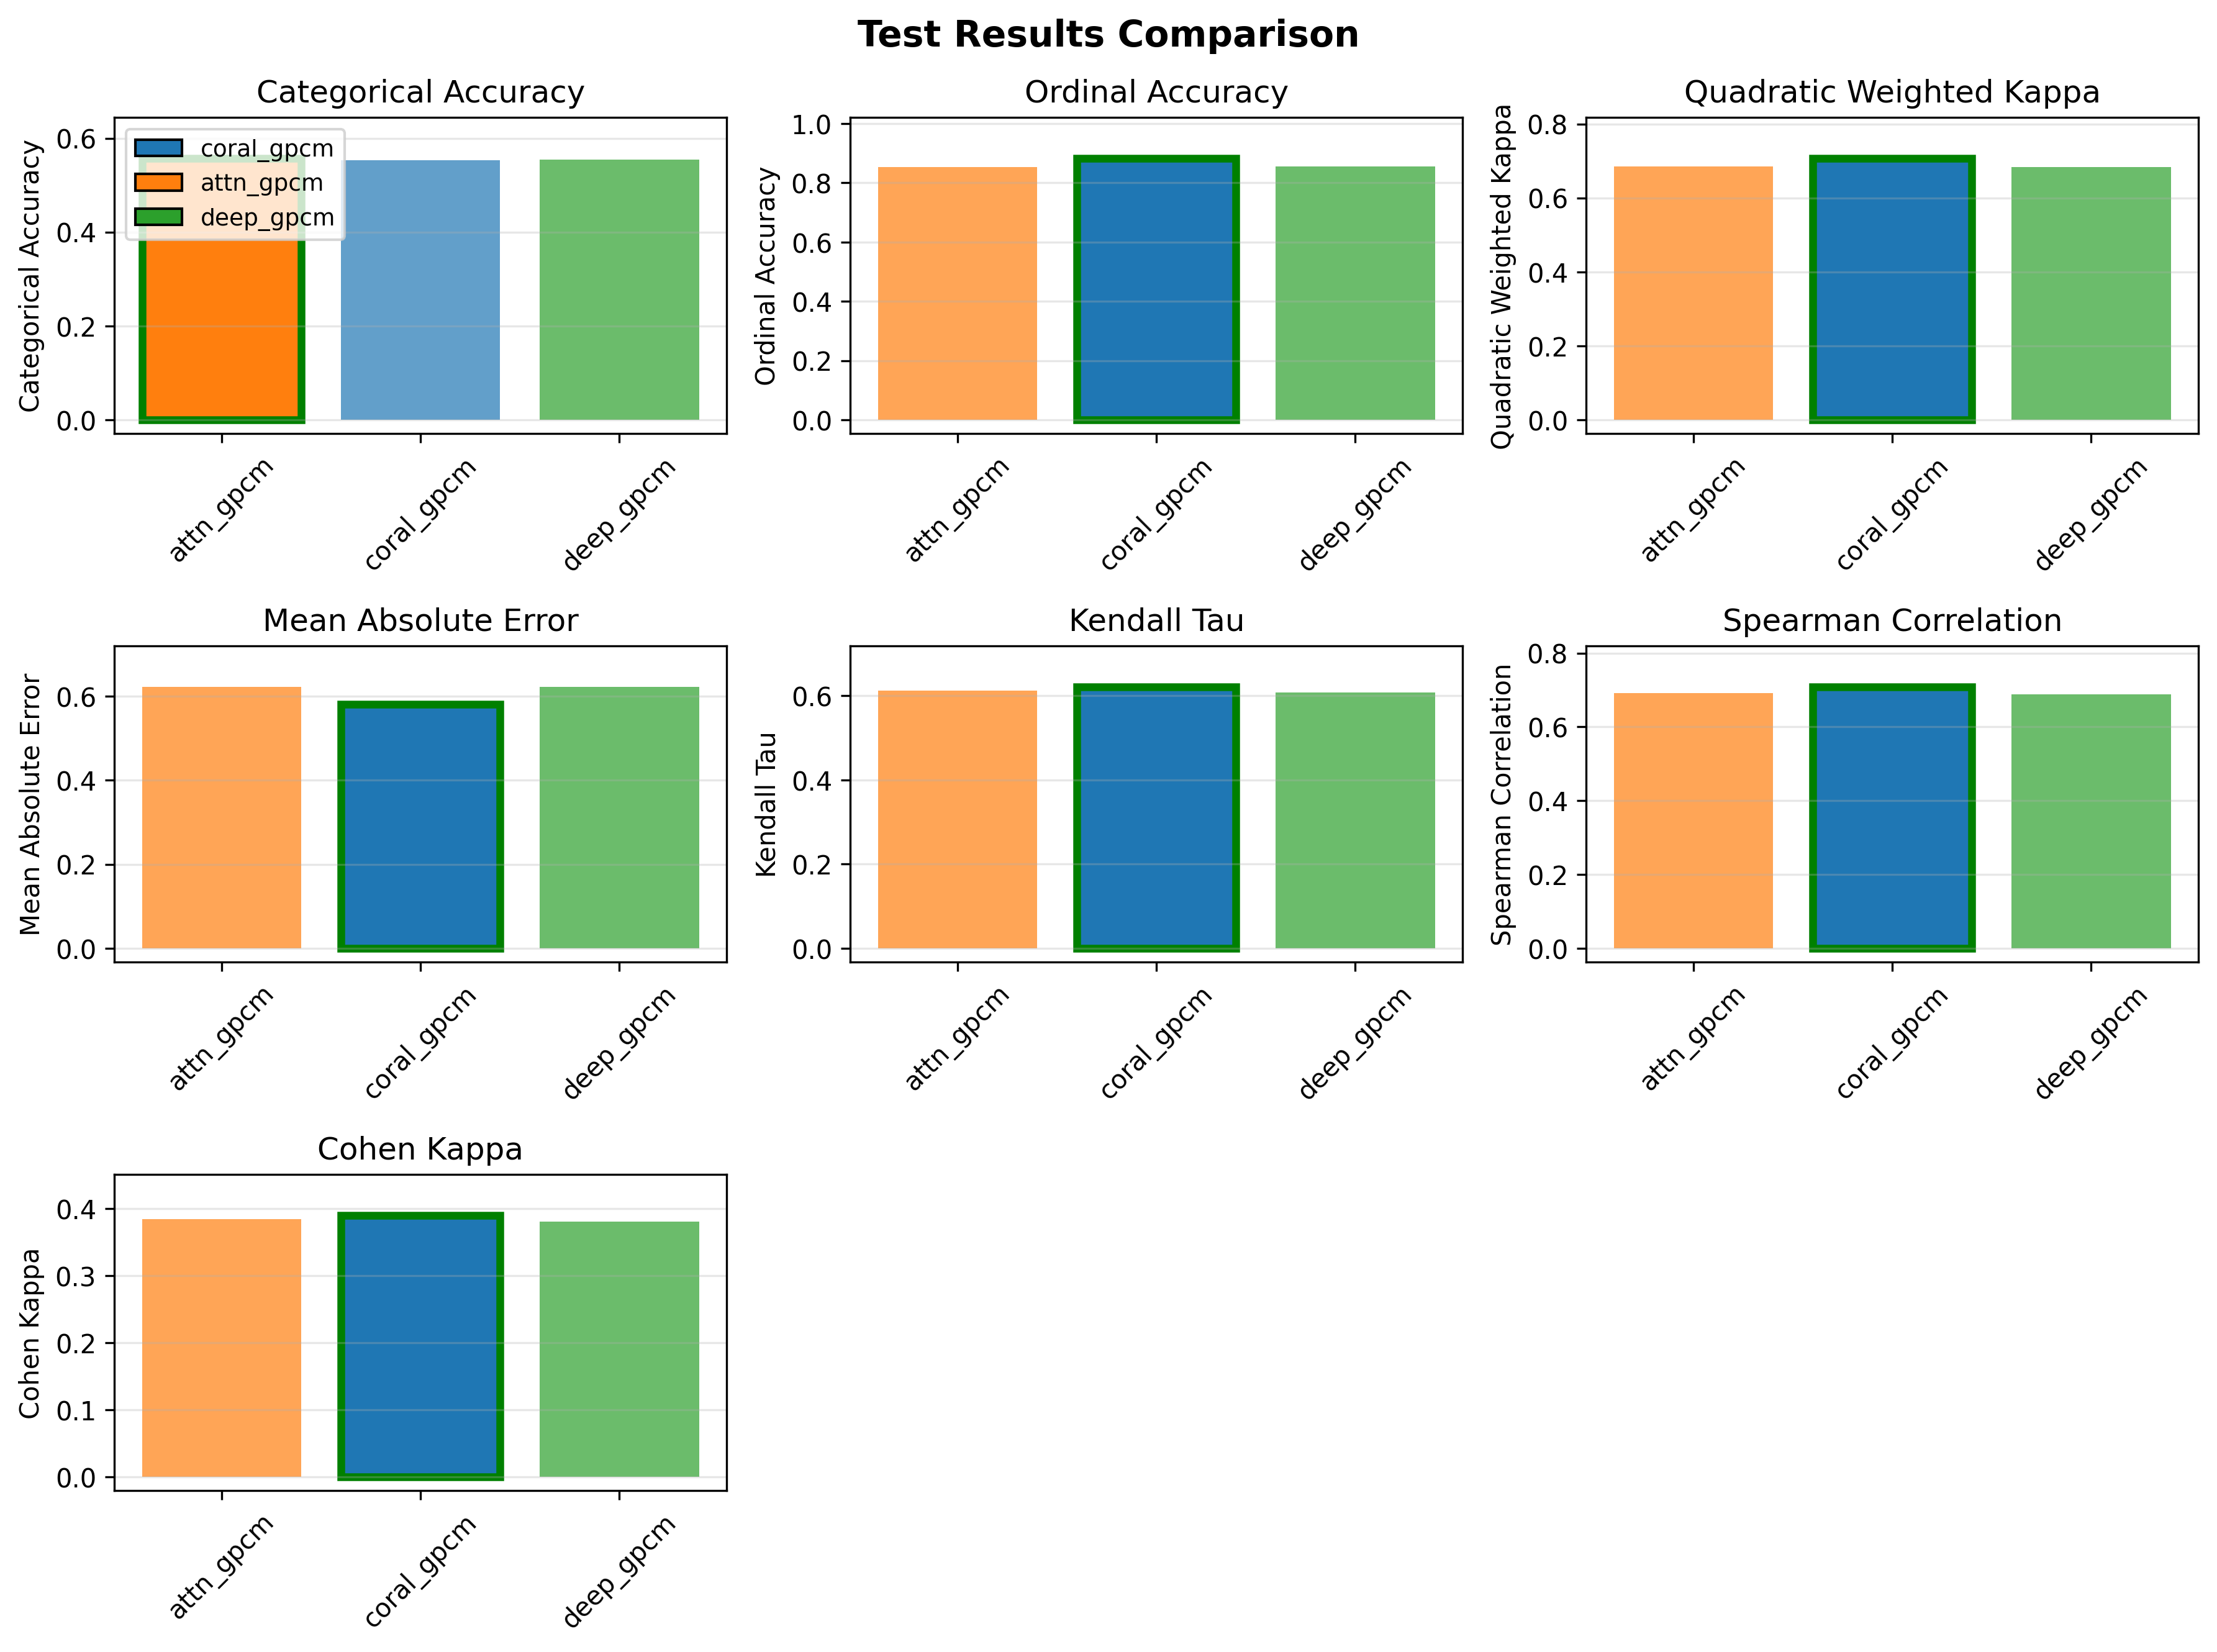 Test Results Comparison
Categorical Accuracy
Categorical Accuracy
0.6
0.4
0.2
0.0
coral_gpcm
attn_gpcm
deep_gpcm
attn_gpcm
coral_gpcm
deep_gpcm
Ordinal Accuracy
Ordinal Accuracy
1.0
0.8
0.6
0.4
0.2
0.0
attn_gpcm
coral_gpcm
deep_gpcm
Quadratic Weighted Kappa
Quadratic Weighted Kappa
0.8
0.6
0.4
0.2
0.0
attn_gpcm
coral_gpcm
deep_gpcm
Mean Absolute Error
Mean Absolute Error
0.6
0.4
0.2
0.0
attn_gpcm
coral_gpcm
deep_gpcm
Kendall Tau
Kendall Tau
0.6
0.4
0.2
0.0
attn_gpcm
coral_gpcm
deep_gpcm
Spearman Correlation
Spearman Correlation
0.8
0.6
0.4
0.2
0.0
attn_gpcm
coral_gpcm
deep_gpcm
Cohen Kappa
Cohen Kappa
0.4
0.3
0.2
0.1
0.0
attn_gpcm
coral_gpcm
deep_gpcm